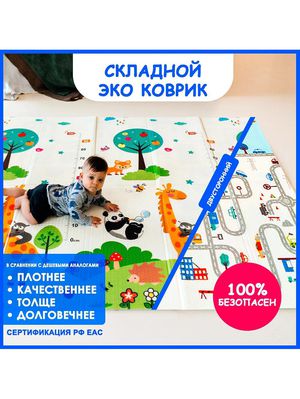 СКЛАДНОЙ
ЭКО КОВРИК
ДВУСТОРОННИЙ
В СРАВНЕНИИ С ДЕШЕВЫМИ АНАЛОГАМИ
• ПЛОТНЕЕ
• КАЧЕСТВЕННЕЕ
• ТОЛЩЕ
• ДОЛГОВЕЧНЕЕ
СЕРТИФИКАЦИЯ РФ ЕАС
100%
БЕЗОПАСЕН